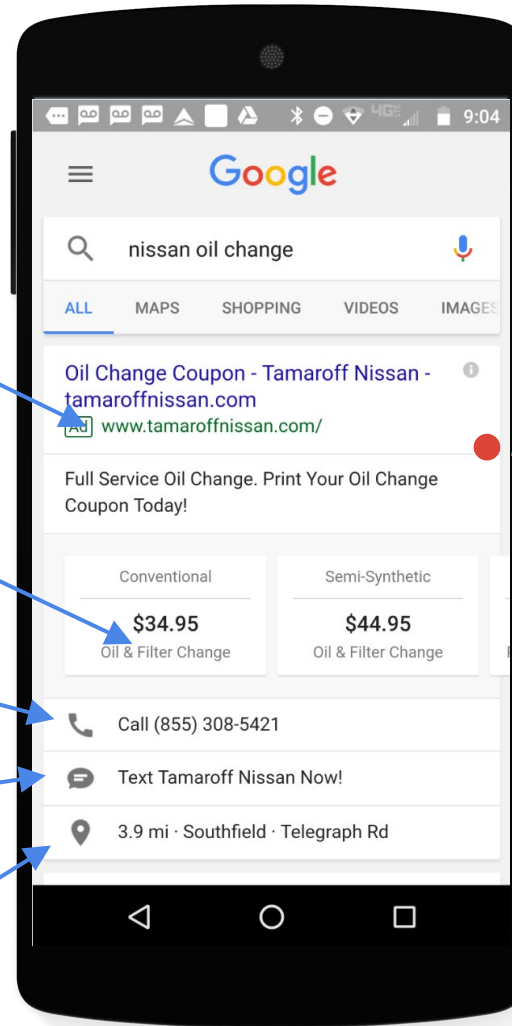 4GE 9:04
Google
nissan oil change
ALL MAPS SHOPPING VIDEOS IMAGES
Oil Change Coupon - Tamaroff Nissan -
tamaroffnissan.com
Ad www.tamaroffnissan.com/
Full Service Oil Change. Print Your Oil Change
Coupon Today!
Conventional Semi-Synthetic
$34.95 $44.95
Oil & Filter Change Oil & Filter Change
Call (855) 308-5421
Text Tamaroff Nissan Now!
3.9 mi · Southfield · Telegraph Rd